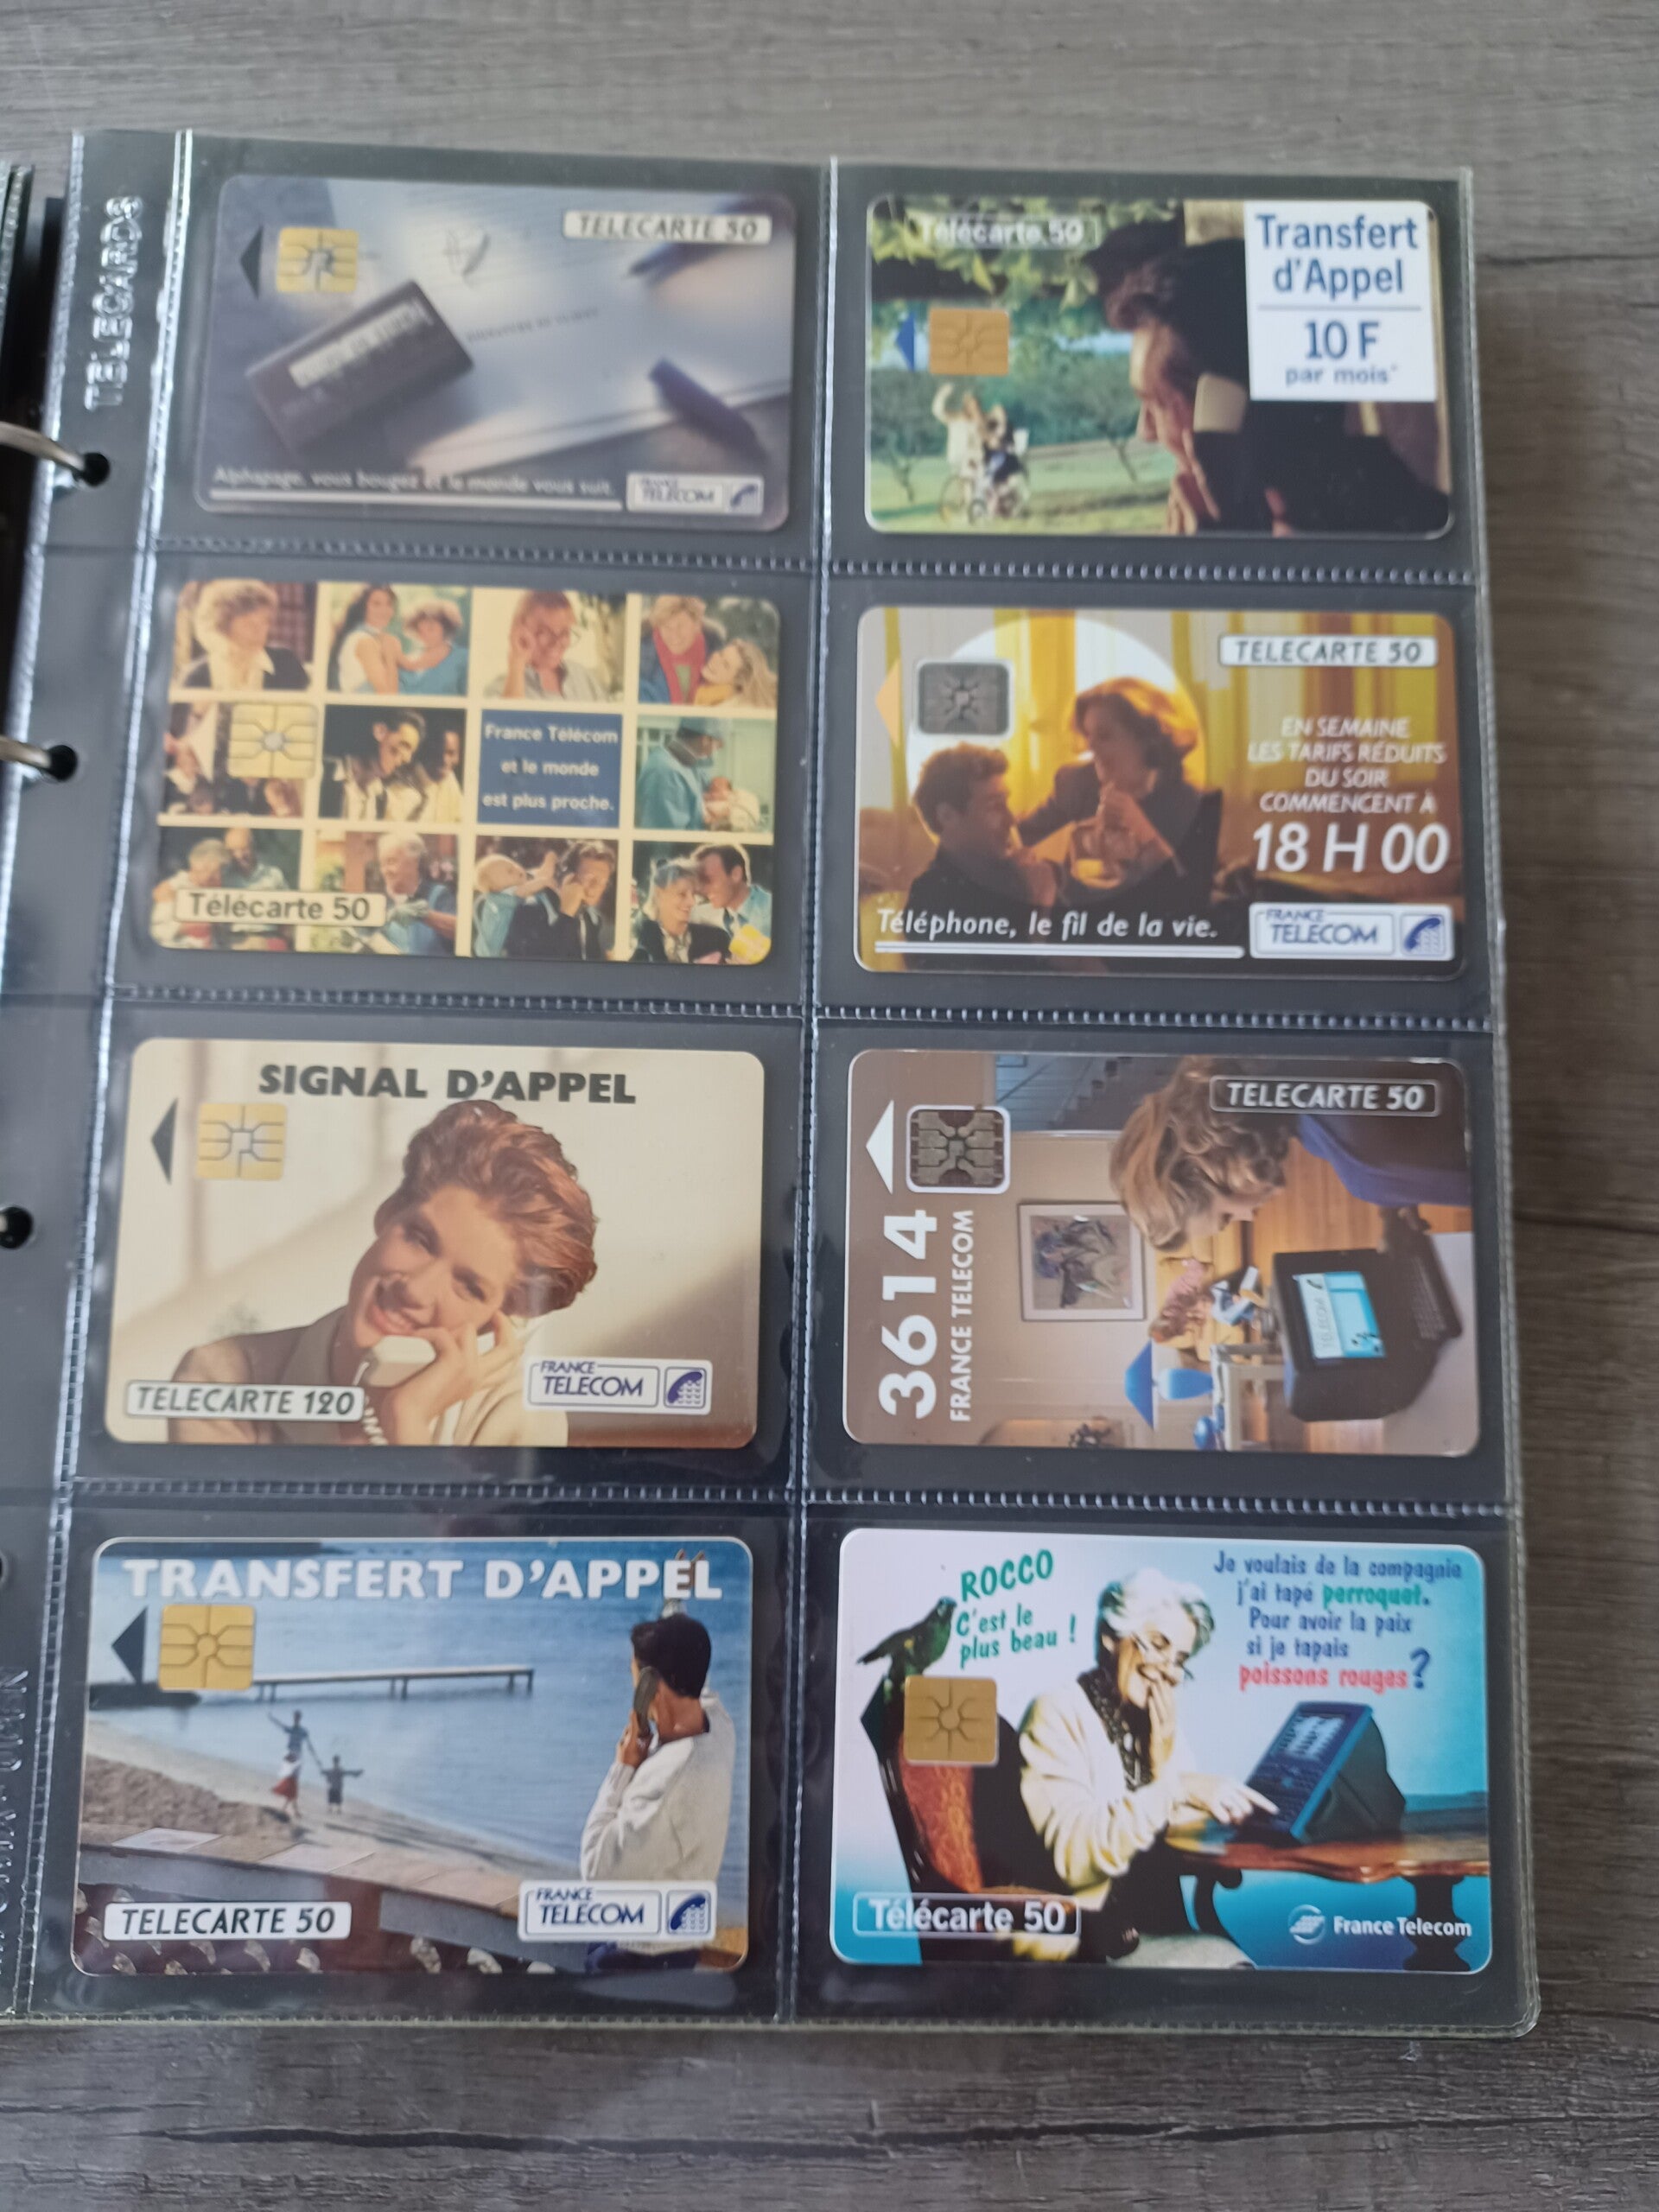 TELECARDS
TELECARTE 50
Alphapage, vous bougez et le monde vous suit.
FRANCE
TELECOM
Télécarte 50
Transfert
d'Appel
10 F
par mois*
France Télécom
et le monde
est plus proche.
Télécarte 50
TELECARTE 50
EN SEMAINE
LES TARIFS RÉDUITS
DU SOIR
COMMENCENT À
18 H 00
Téléphone, le fil de la vie.
FRANCE
TELECOM
SIGNAL D'APPEL
TELECARTE 120
FRANCE
TELECOM
TELECARTE 50
3614
FRANCE TELECOM
TRANSFERT D'APPEL
TELECARTE 50
FRANCE
TELECOM
ROCCO
C'est le
plus beau !
Je voulais de la compagnie
j'ai tapé perroquet.
Pour avoir la paix
si je tapais
poissons rouges ?
Télécarte 50
France Telecom